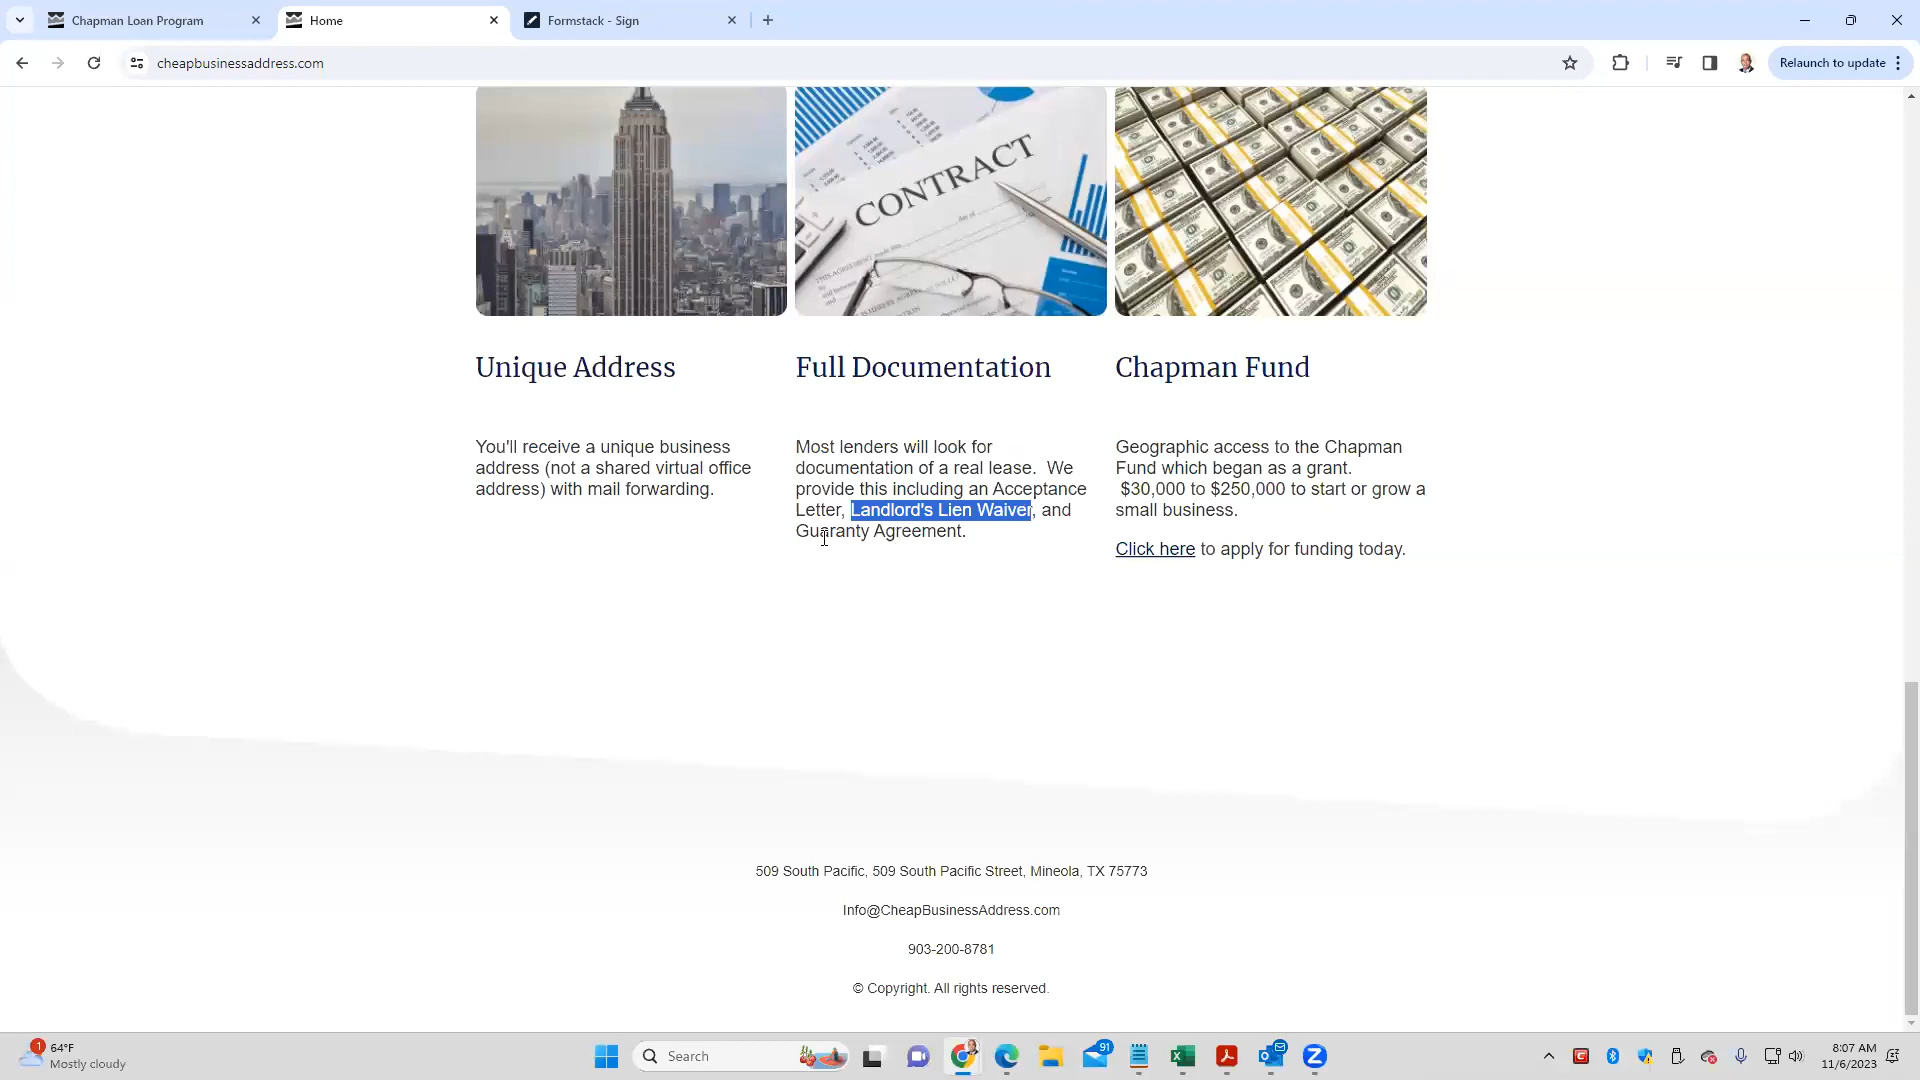 Chapman Loan Program
Home
Formstack - Sign
cheapbusinessaddress.com
Relaunch to update
CONTRACT
Unique Address
You'll receive a unique business
address (not a shared virtual office
address) with mail forwarding.
Full Documentation
Most lenders will look for
documentation of a real lease.  We
provide this including an Acceptance
Letter, Landlord's Lien Waiver, and
Guaranty Agreement.
Chapman Fund
Geographic access to the Chapman
Fund which began as a grant.
$30,000 to $250,000 to start or grow a
small business.
Click here to apply for funding today.
509 South Pacific, 509 South Pacific Street, Mineola, TX 75773
Info@CheapBusinessAddress.com
903-200-8781
© Copyright. All rights reserved.
1
64°F
Mostly cloudy
Search
91
8:07 AM
11/6/2023